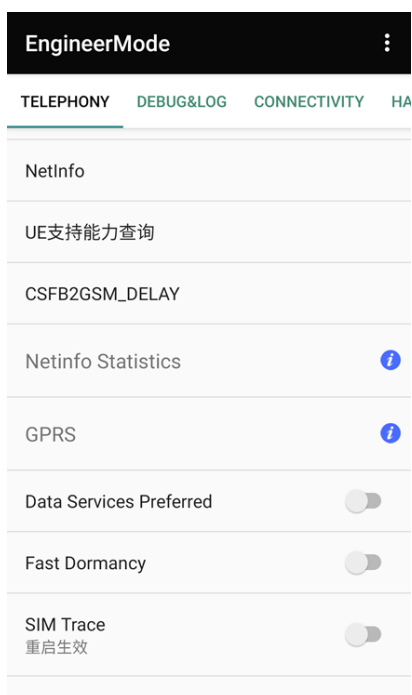 EngineerMode
TELEPHONY DEBUG&LOG CONNECTIVITY HA
NetInfo
UE支持能力查询
CSFB2GSM_DELAY
Netinfo Statistics
GPRS
Data Services Preferred
Fast Dormancy
SIM Trace
重启生效